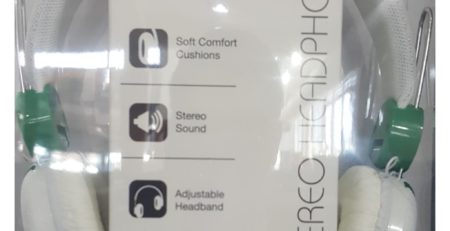 Soft Comfort
Cushions
Stereo
Sound
Adjustable
Headband